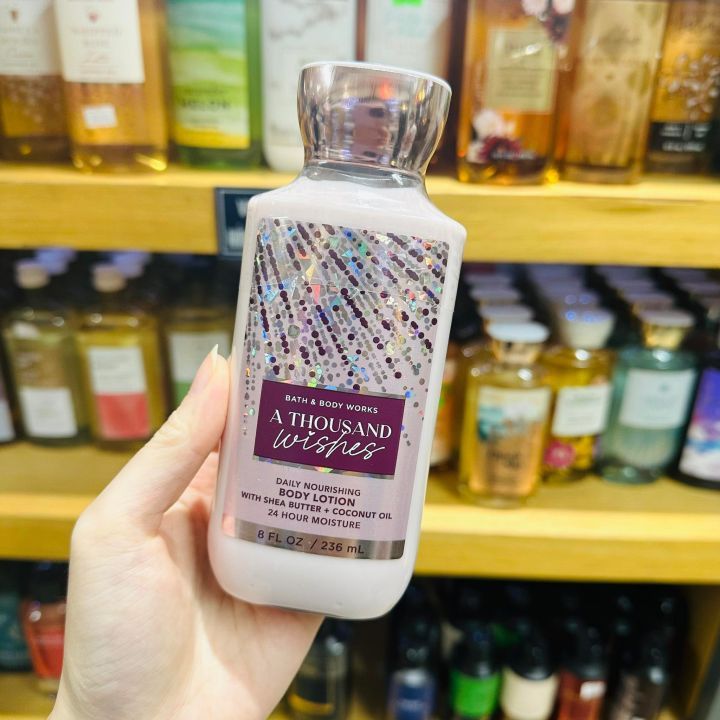 BATH & BODY WORKS
A THOUSAND
wishes
DAILY NOURISHING
BODY LOTION
WITH SHEA BUTTER + COCONUT OIL
24 HOUR MOISTURE
8 FL OZ / 236 mL